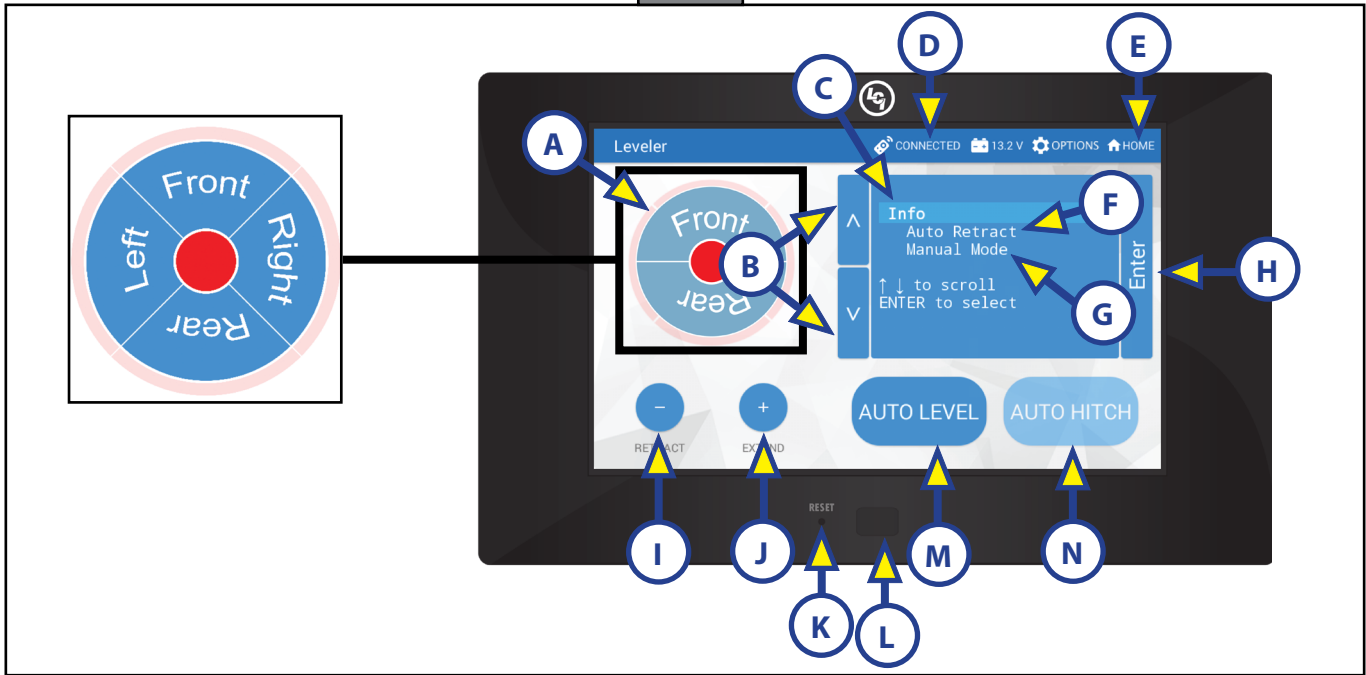 D
E
C
LCI
A
Leveler
CONNECTED
13.2 V
OPTIONS
HOME
Front
Left
Right
Rear
Front
Rear
B
^
v
Info
Auto Retract
Manual Mode
↑ ↓ to scroll
ENTER to select
Enter
F
G
H
−
RETRACT
+
EXTEND
AUTO LEVEL
AUTO HITCH
RESET
I
J
K
L
M
N